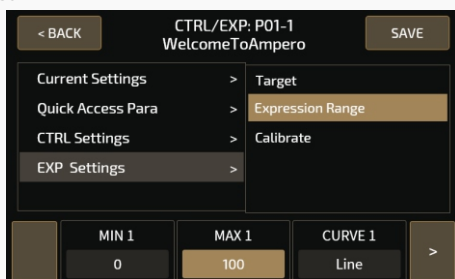 < BACK
CTRL/EXP: P01-1
WelcomeToAmpero
SAVE
Current Settings >
Quick Access Para >
CTRL Settings >
EXP Settings >
Target
Expression Range
Calibrate
MIN 1
0
MAX 1
100
CURVE 1
Line
>